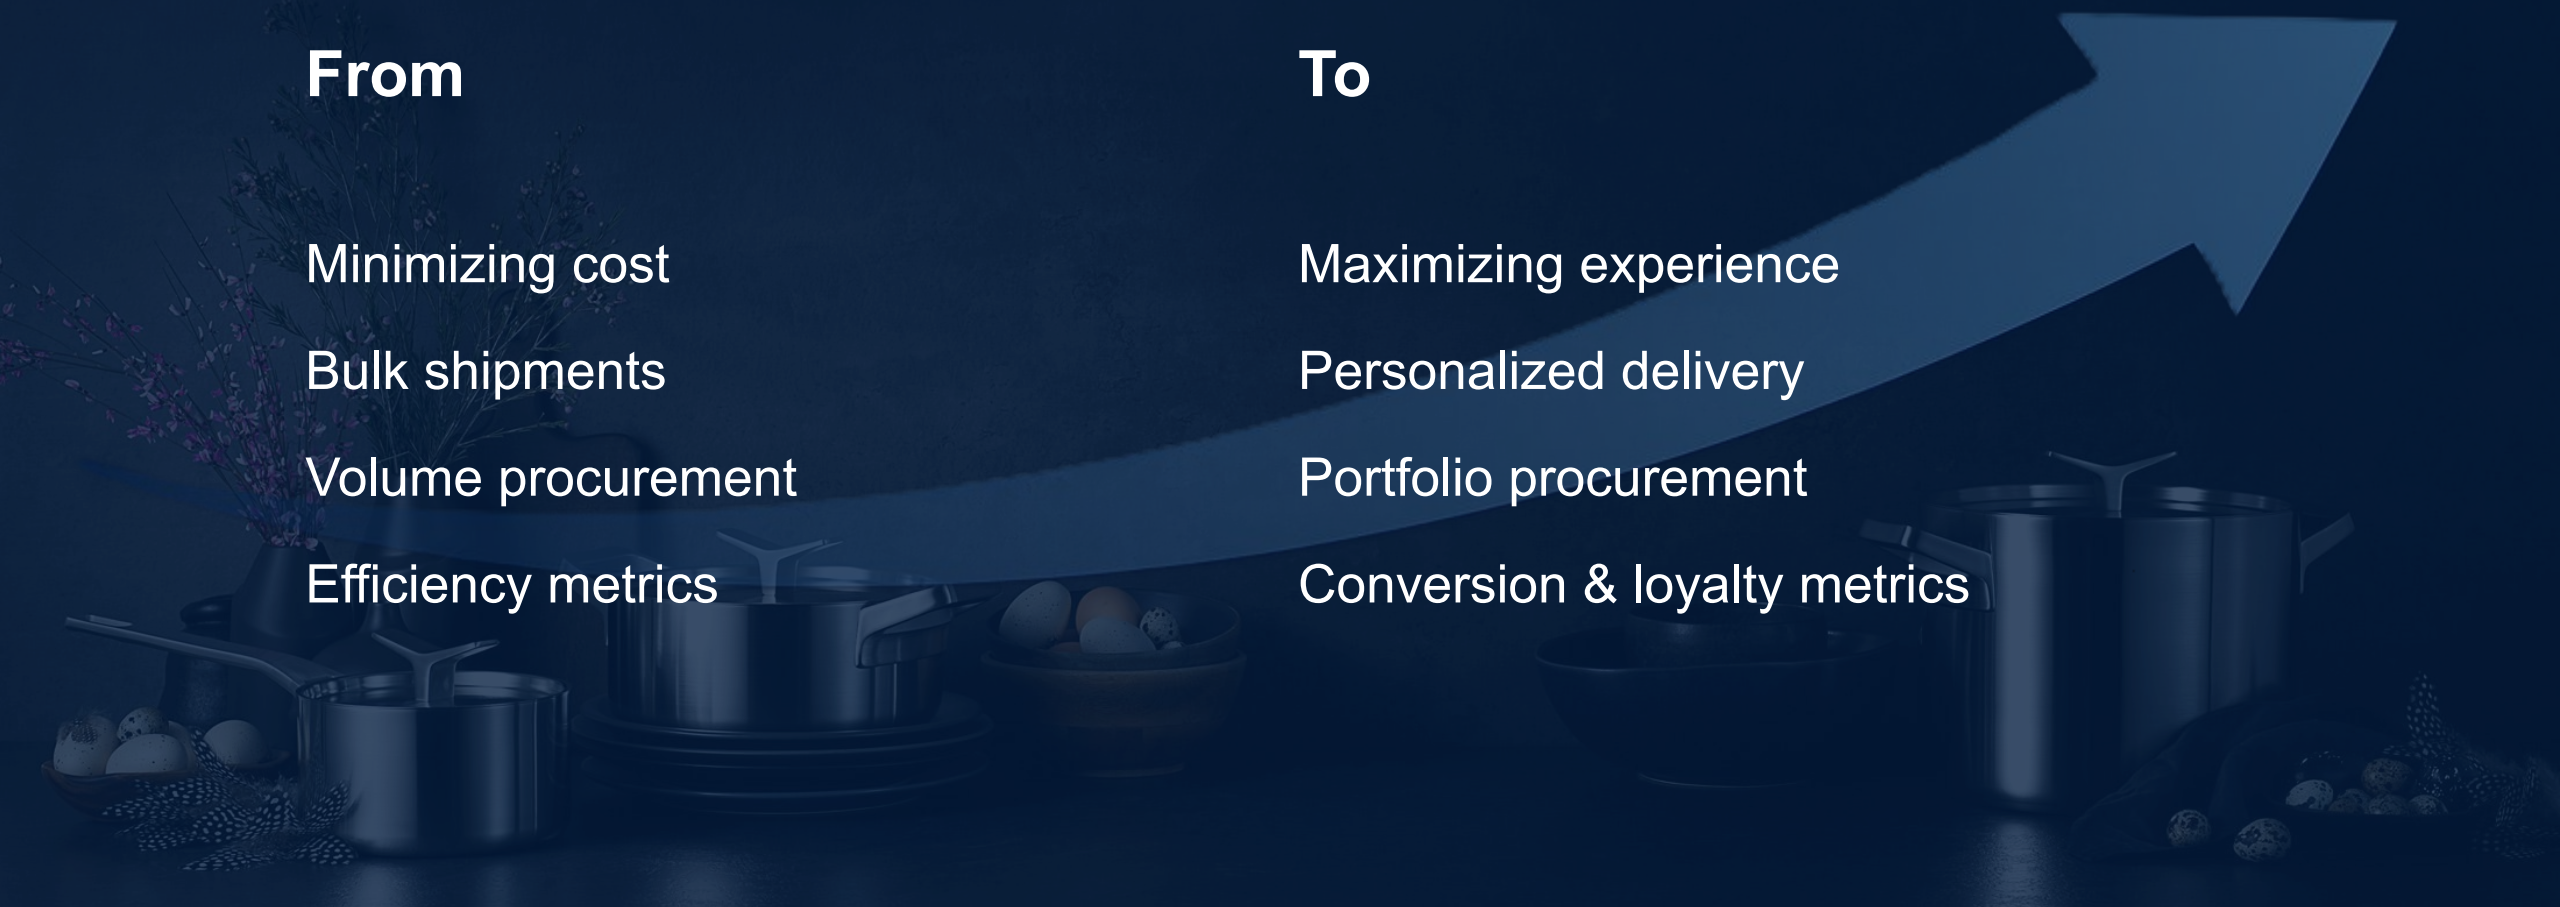 From
To
Minimizing cost
Maximizing experience
Bulk shipments
Personalized delivery
Volume procurement
Portfolio procurement
Efficiency metrics
Conversion & loyalty metrics